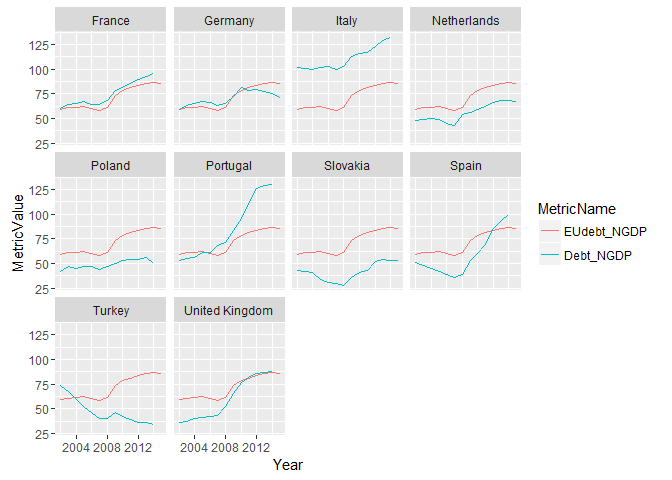 France Germany Italy Netherlands
125
100
75
50
25
Poland Portugal Slovakia Spain
125
100
75
50
25
MetricValue
MetricName
EUdebt_NGDP
Debt_NGDP
Turkey United Kingdom
125
100
75
50
25
2004 2008 2012 2004 2008 2012
Year